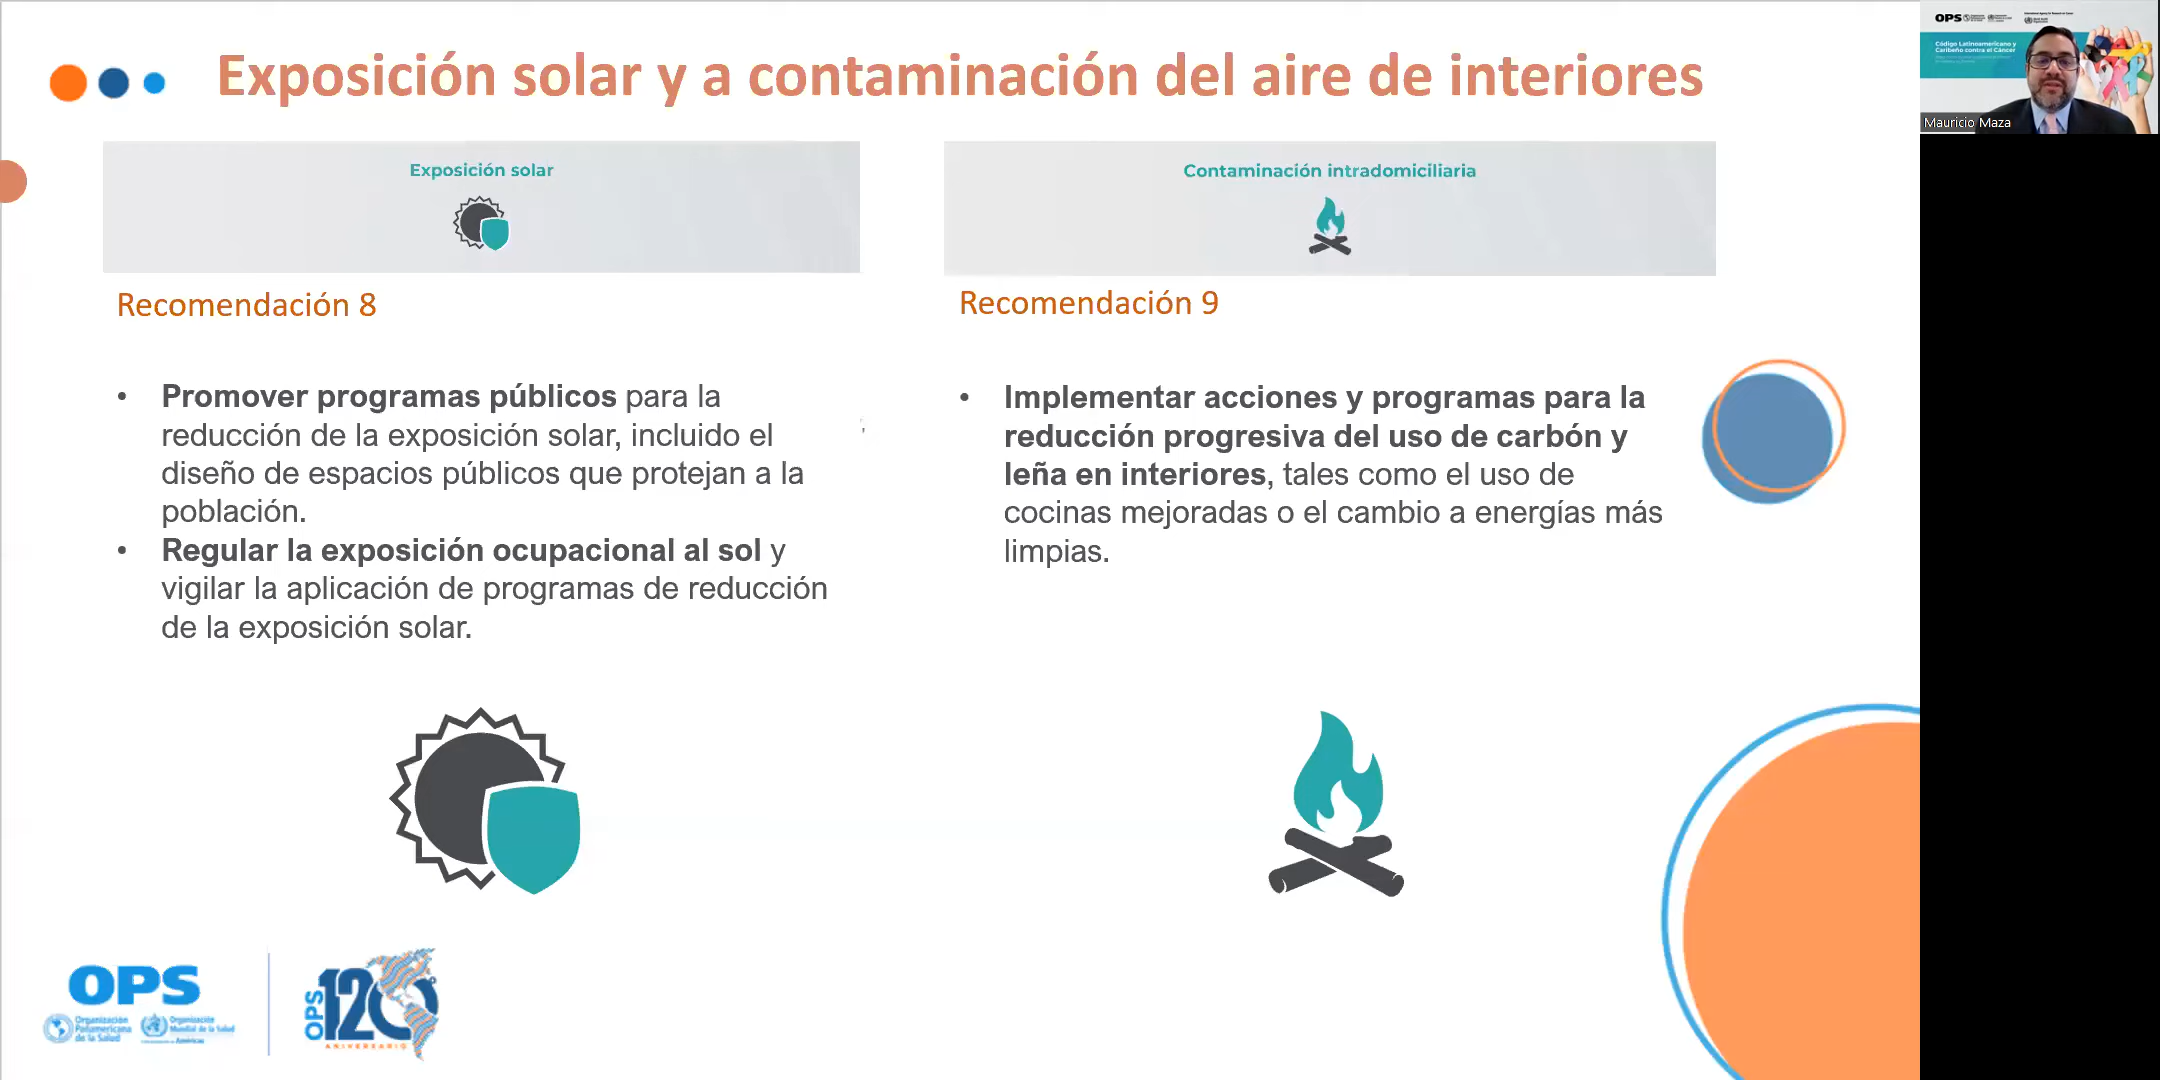 Exposición solar y a contaminación del aire de interiores
Exposición solar
Recomendación 8
• Promover programas públicos para la
reducción de la exposición solar, incluido el
diseño de espacios públicos que protejan a la
población.
• Regular la exposición ocupacional al sol y
vigilar la aplicación de programas de reducción
de la exposición solar.
Contaminación intradomiciliaria
Recomendación 9
• Implementar acciones y programas para la
reducción progresiva del uso de carbón y
leña en interiores, tales como el uso de
cocinas mejoradas o el cambio a energías más
limpias.
OPS
Organización
Panamericana
de la Salud
Organización
Mundial de la Salud
Américas
OPS
120
ANIVERSARIO
OPS
Código Latinoamericano y
Caribeño contra el Cáncer
Mauricio Maza